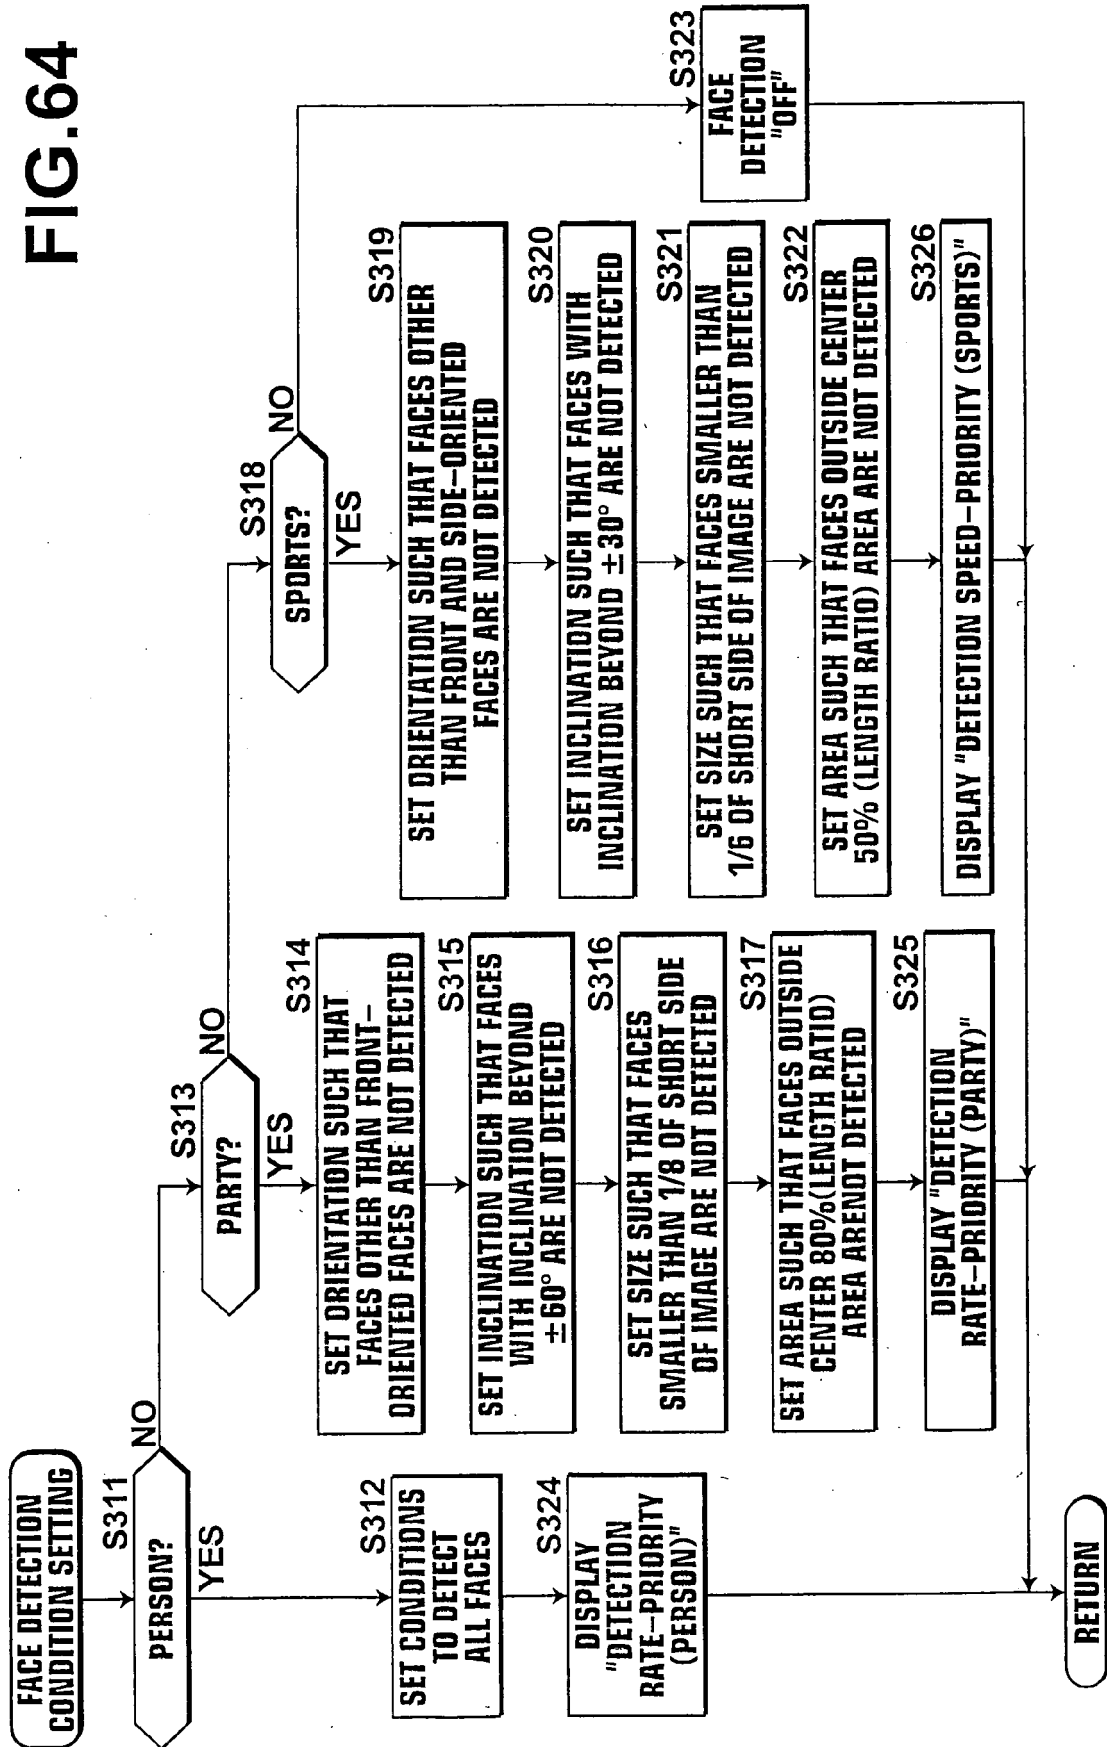 FIG.64
FACE DETECTION
CONDITION SETTING
S311
PERSON?
NO
YES
S312
SET CONDITIONS
TO DETECT
ALL FACES
S324
DISPLAY
"DETECTION
RATE-PRIORITY
(PERSON)"
RETURN
S313
PARTY?
NO
YES
S314
SET ORIENTATION SUCH THAT
FACES OTHER THAN FRONT-
ORIENTED FACES ARE NOT DETECTED
S315
SET INCLINATION SUCH THAT FACES
WITH INCLINATION BEYOND
±60° ARE NOT DETECTED
S316
SET SIZE SUCH THAT FACES
SMALLER THAN 1/8 OF SHORT SIDE
OF IMAGE ARE NOT DETECTED
S317
SET AREA SUCH THAT FACES OUTSIDE
CENTER 80%(LENGTH RATIO)
AREA ARENOT DETECTED
S325
DISPLAY "DETECTION
RATE-PRIORITY (PARTY)"
S318
SPORTS?
NO
YES
S319
SET ORIENTATION SUCH THAT FACES OTHER
THAN FRONT AND SIDE-ORIENTED
FACES ARE NOT DETECTED
S320
SET INCLINATION SUCH THAT FACES WITH
INCLINATION BEYOND ±30° ARE NOT DETECTED
S321
SET SIZE SUCH THAT FACES SMALLER THAN
1/6 OF SHORT SIDE OF IMAGE ARE NOT DETECTED
S322
SET AREA SUCH THAT FACES OUTSIDE CENTER
50% (LENGTH RATIO) AREA ARE NOT DETECTED
S326
DISPLAY "DETECTION SPEED-PRIORITY (SPORTS)"
S323
FACE
DETECTION
"OFF"